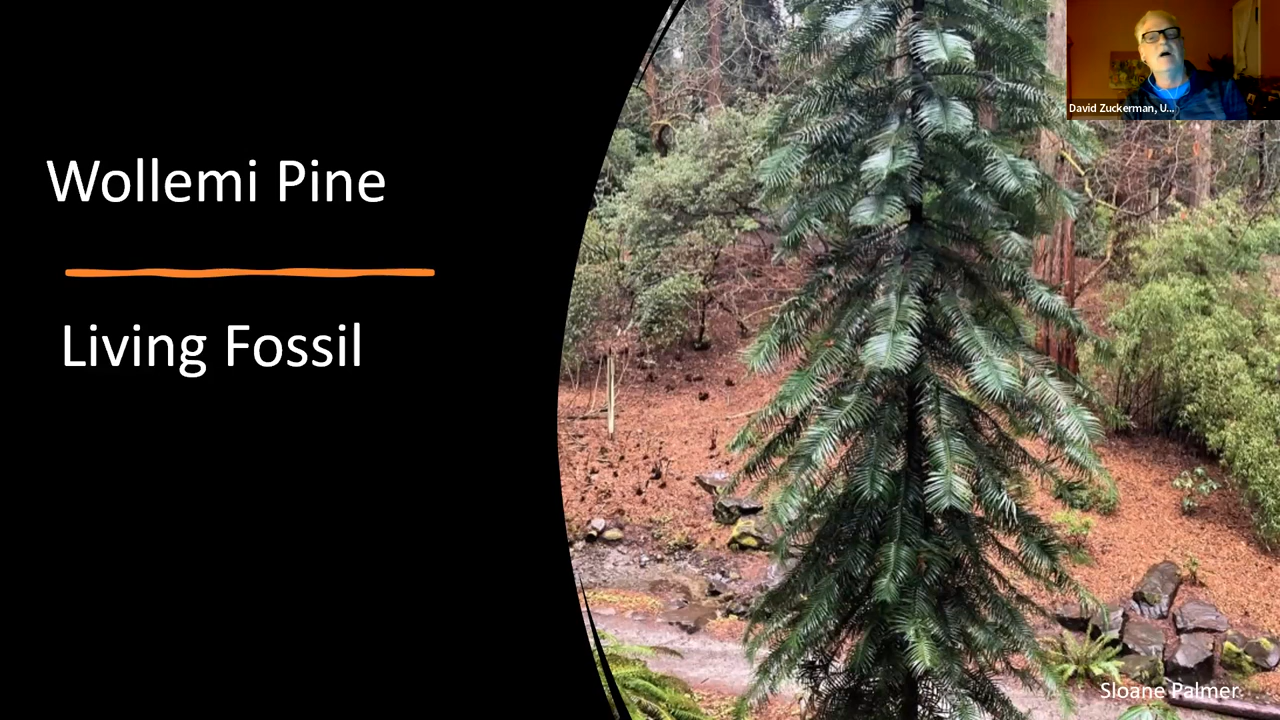 Wollemi Pine
Living Fossil
David Zuckerman, U...
Sloane Palmer